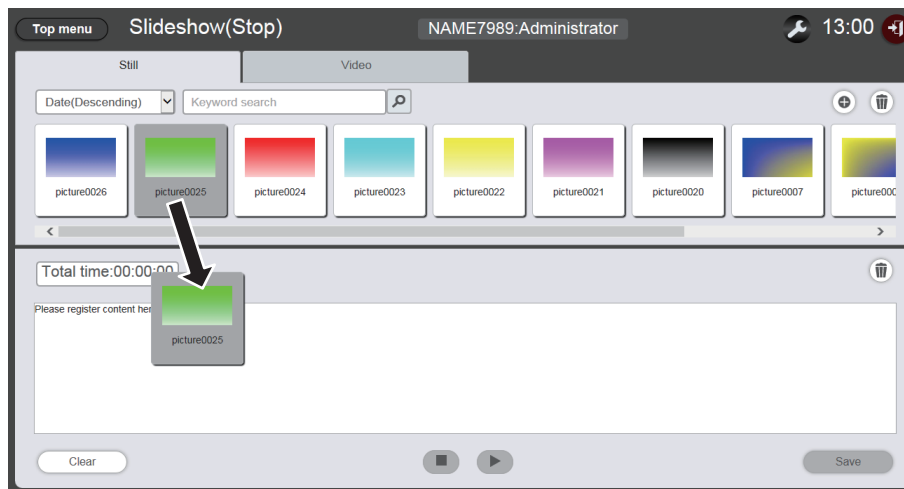 Top menu Slideshow(Stop) NAME7989:Administrator 13:00
Still Video
Date(Descending) Keyword search
picture0026 picture0025 picture0024 picture0023 picture0022 picture0021 picture0020 picture0007 picture000
Total time:00:00:00
Please register content her
picture0025
Clear Save